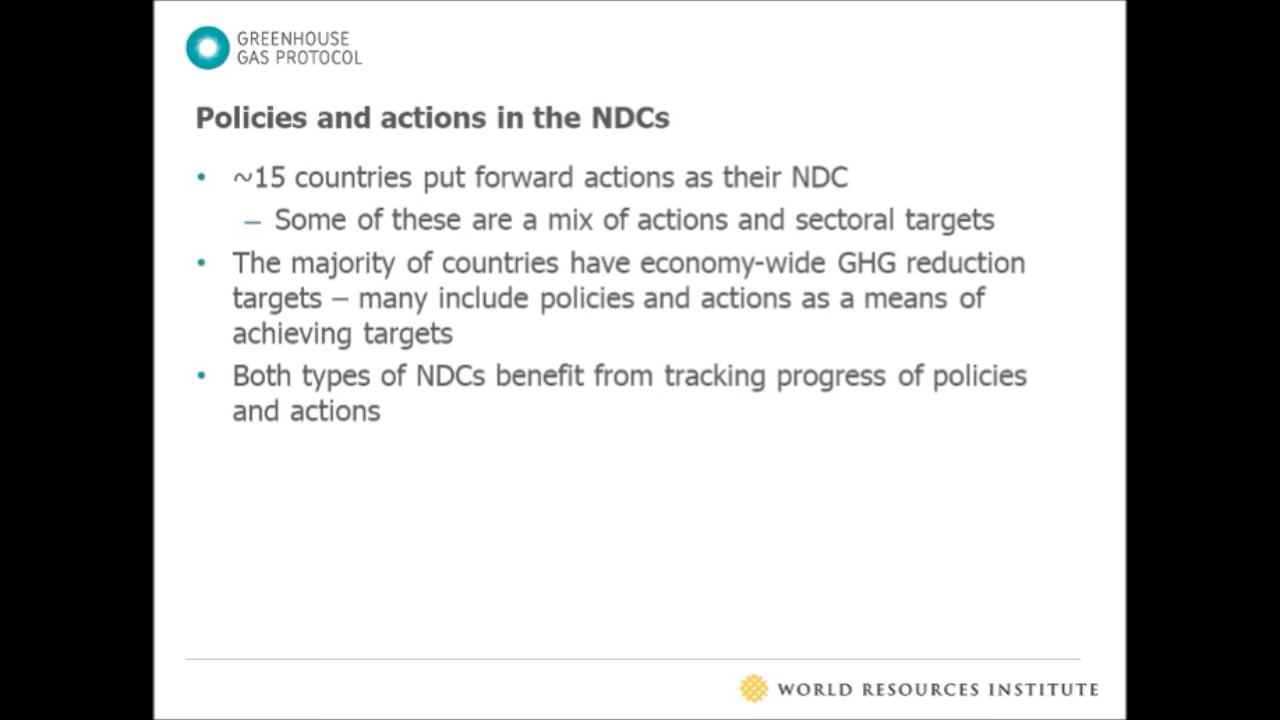 GREENHOUSE
GAS PROTOCOL
Policies and actions in the NDCs
• ~15 countries put forward actions as their NDC
– Some of these are a mix of actions and sectoral targets
• The majority of countries have economy-wide GHG reduction
targets – many include policies and actions as a means of
achieving targets
• Both types of NDCs benefit from tracking progress of policies
and actions
WORLD RESOURCES INSTITUTE